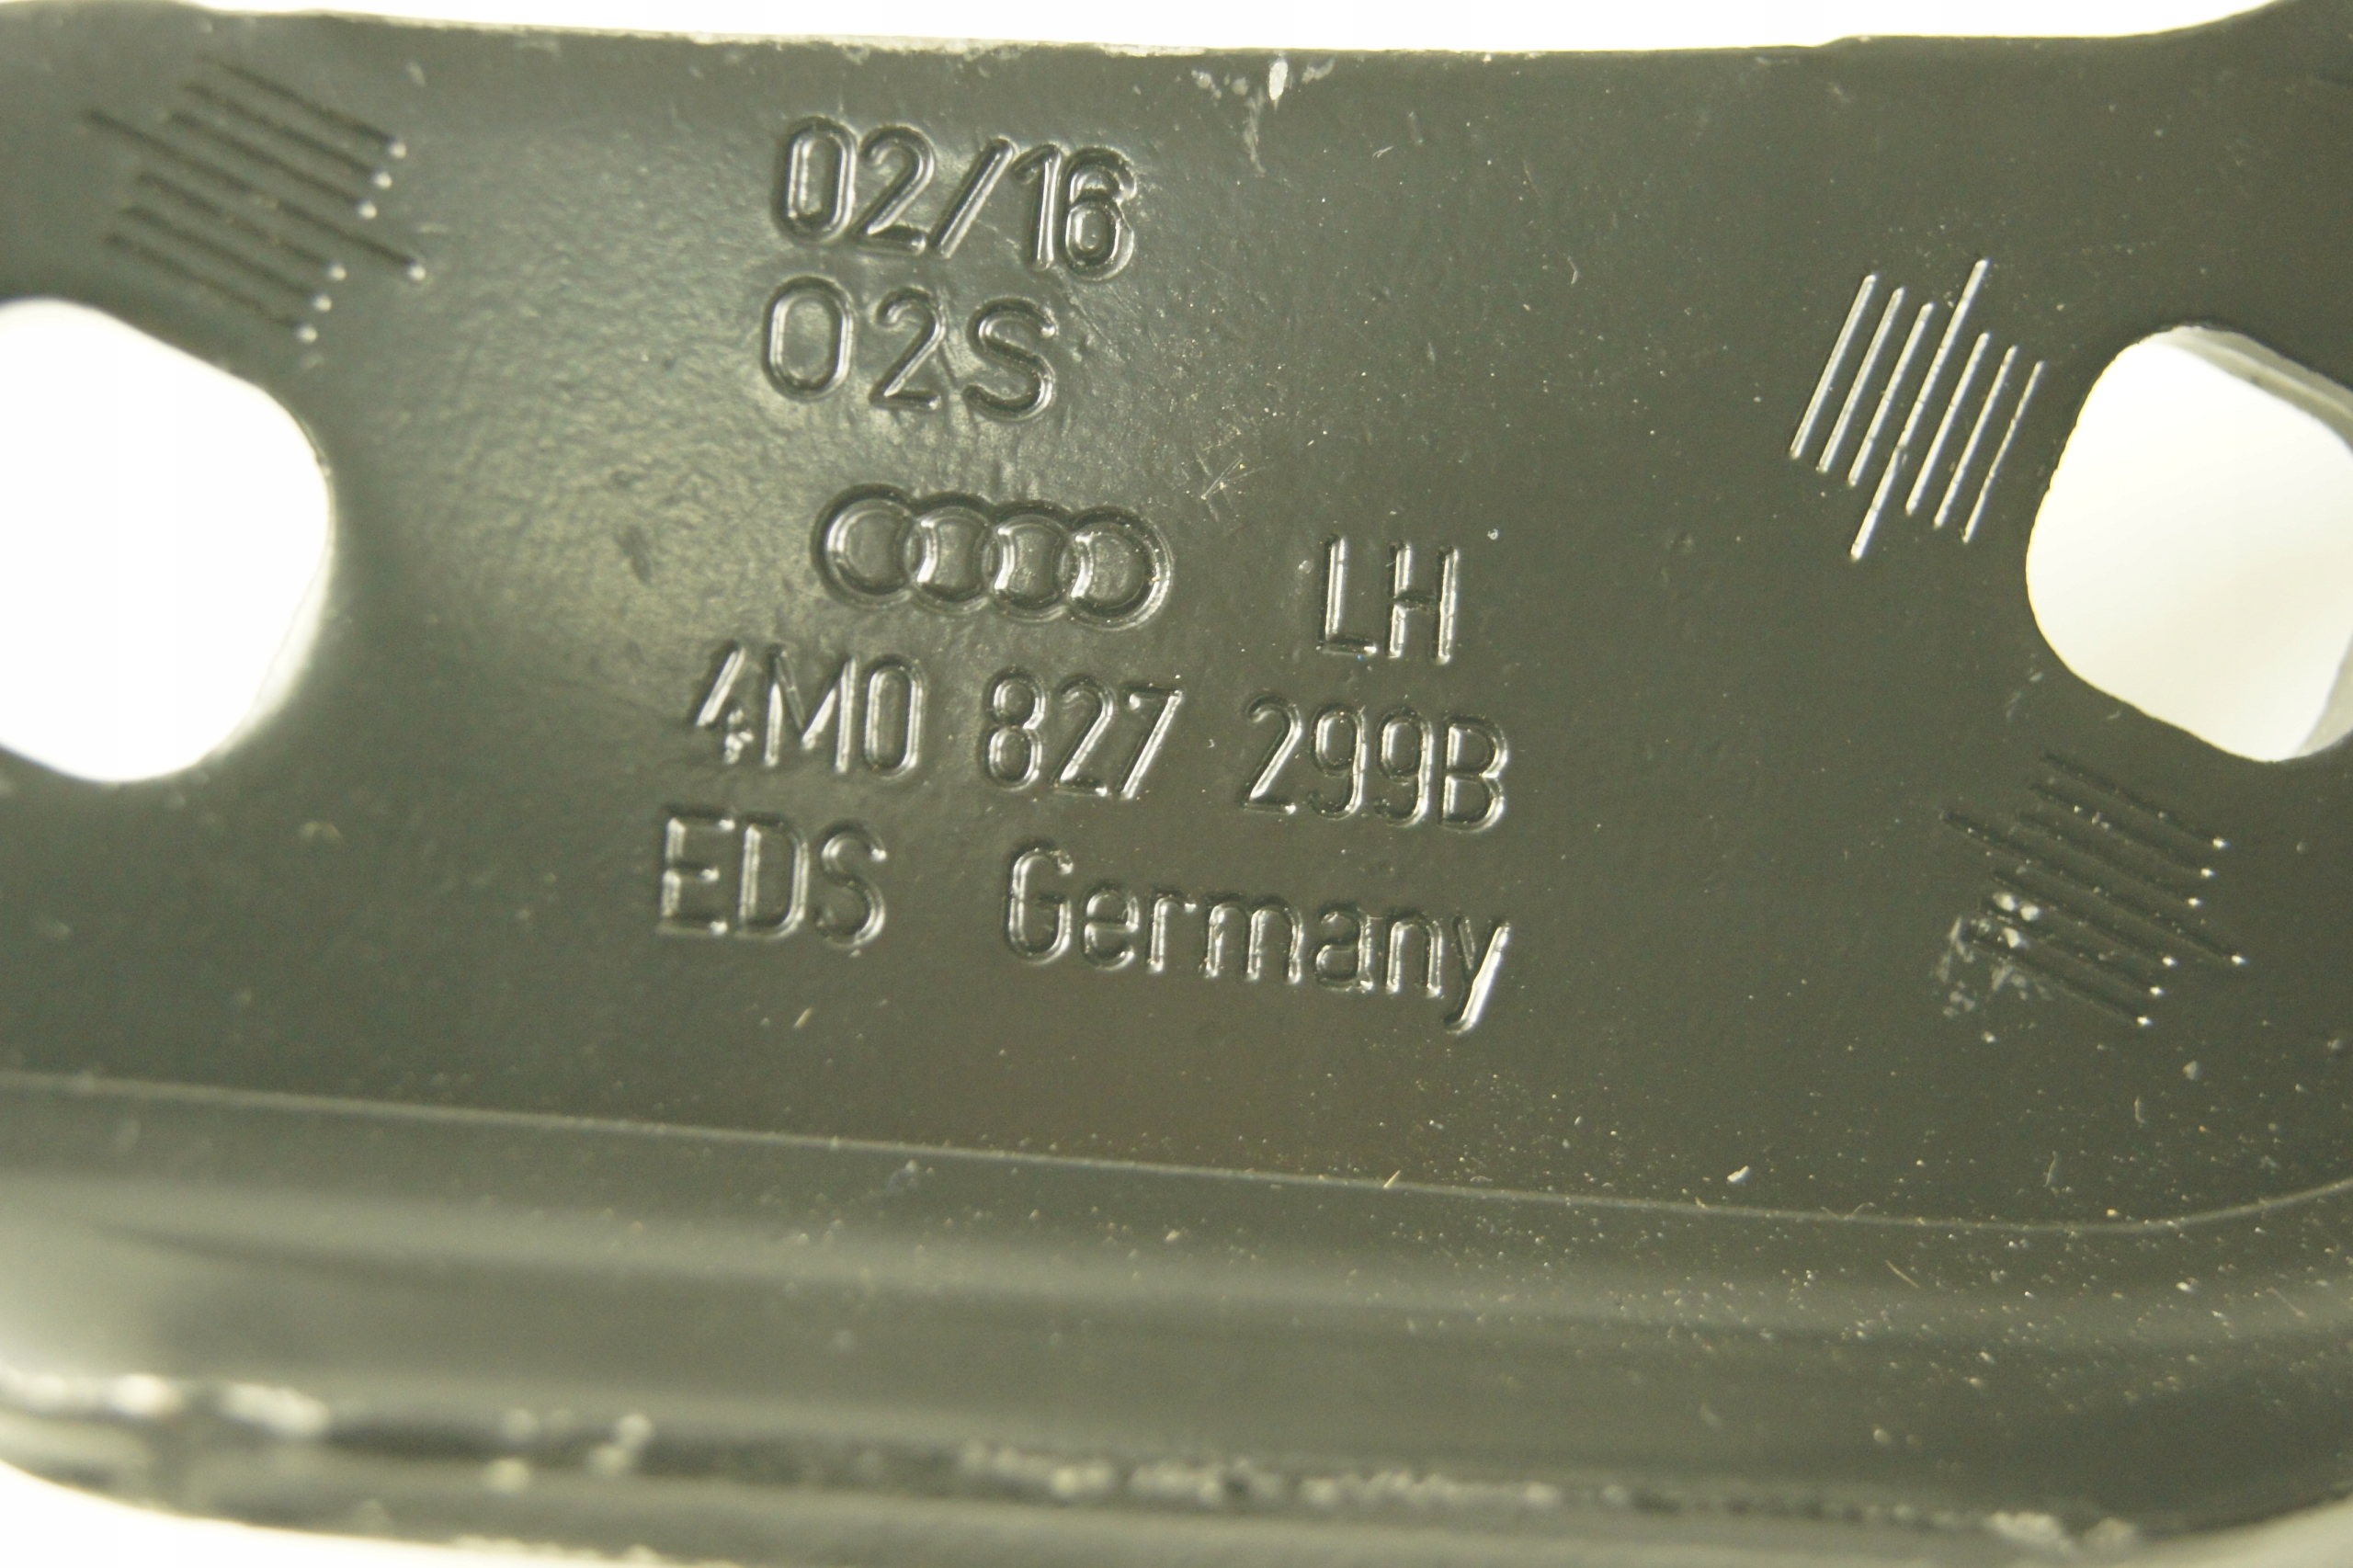 02/16
02S
LH
4M0 827 299B
EDS Germany